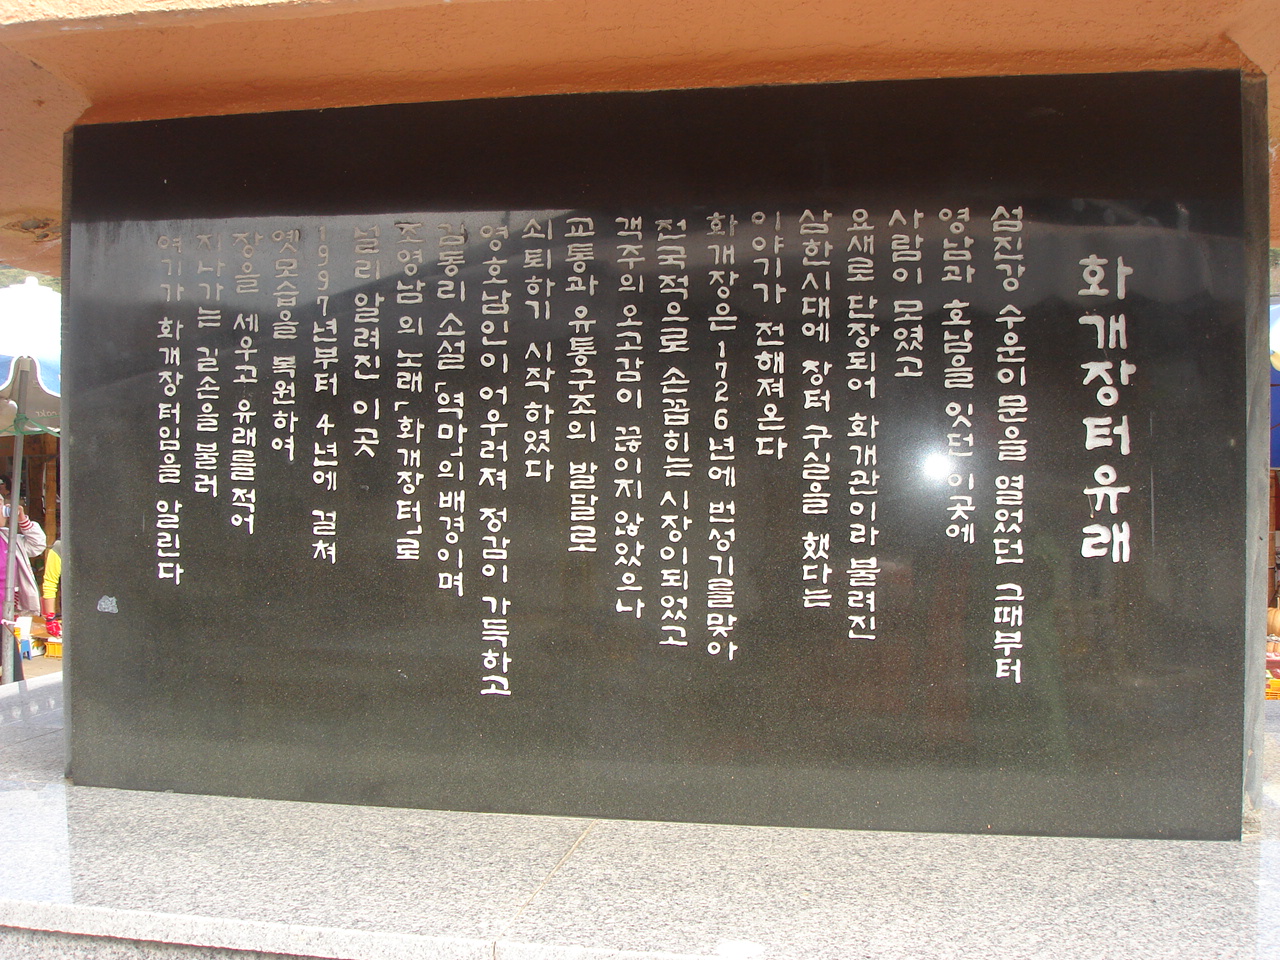 화개장터유래
섬진강 수운이 문을 열었던 그때부터
영남과 호남을 잇던 이곳에
사람이 모였고
요새로 단장되어 화개관이라 불려진
삼한시대에 장터 구실을 했다는
이야기가 전해져온다
화개장은 1726년에 번성기를 맞아
전국적으로 손꼽히는 시장이 되었고
객주의 오고감이 끊이지 않았으나
교통과 유통구조의 발달로
쇠퇴하기 시작하였다
영호남인이 어우러져 정감이 가득하고
김동리 소설 「역마」의 배경이며
조영남의 노래 「화개장터」로
널리 알려진 이곳
1997년부터 4년에 걸쳐
옛모습을 복원하여
장을 세우고 유래를 적어
지나가는 길손을 불러
여기가 화개장터임을 알린다